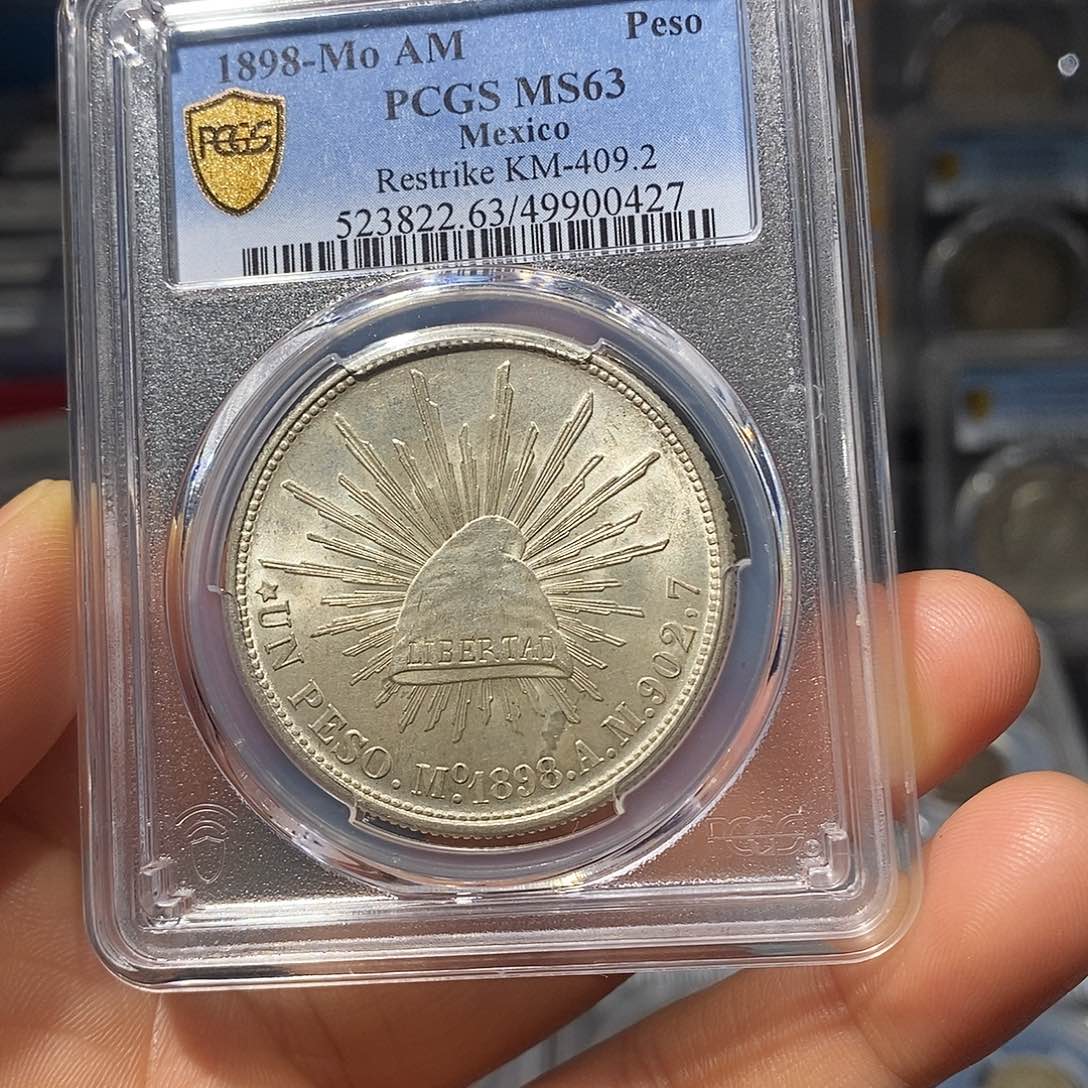 1898-Mo AM
Peso
PCGS MS63
Mexico
Restrike KM-409.2
523822.63/49900427
PCGS
LIBERTAD
★UN PESO. Mº.1898.A.M.902,7
PCGS